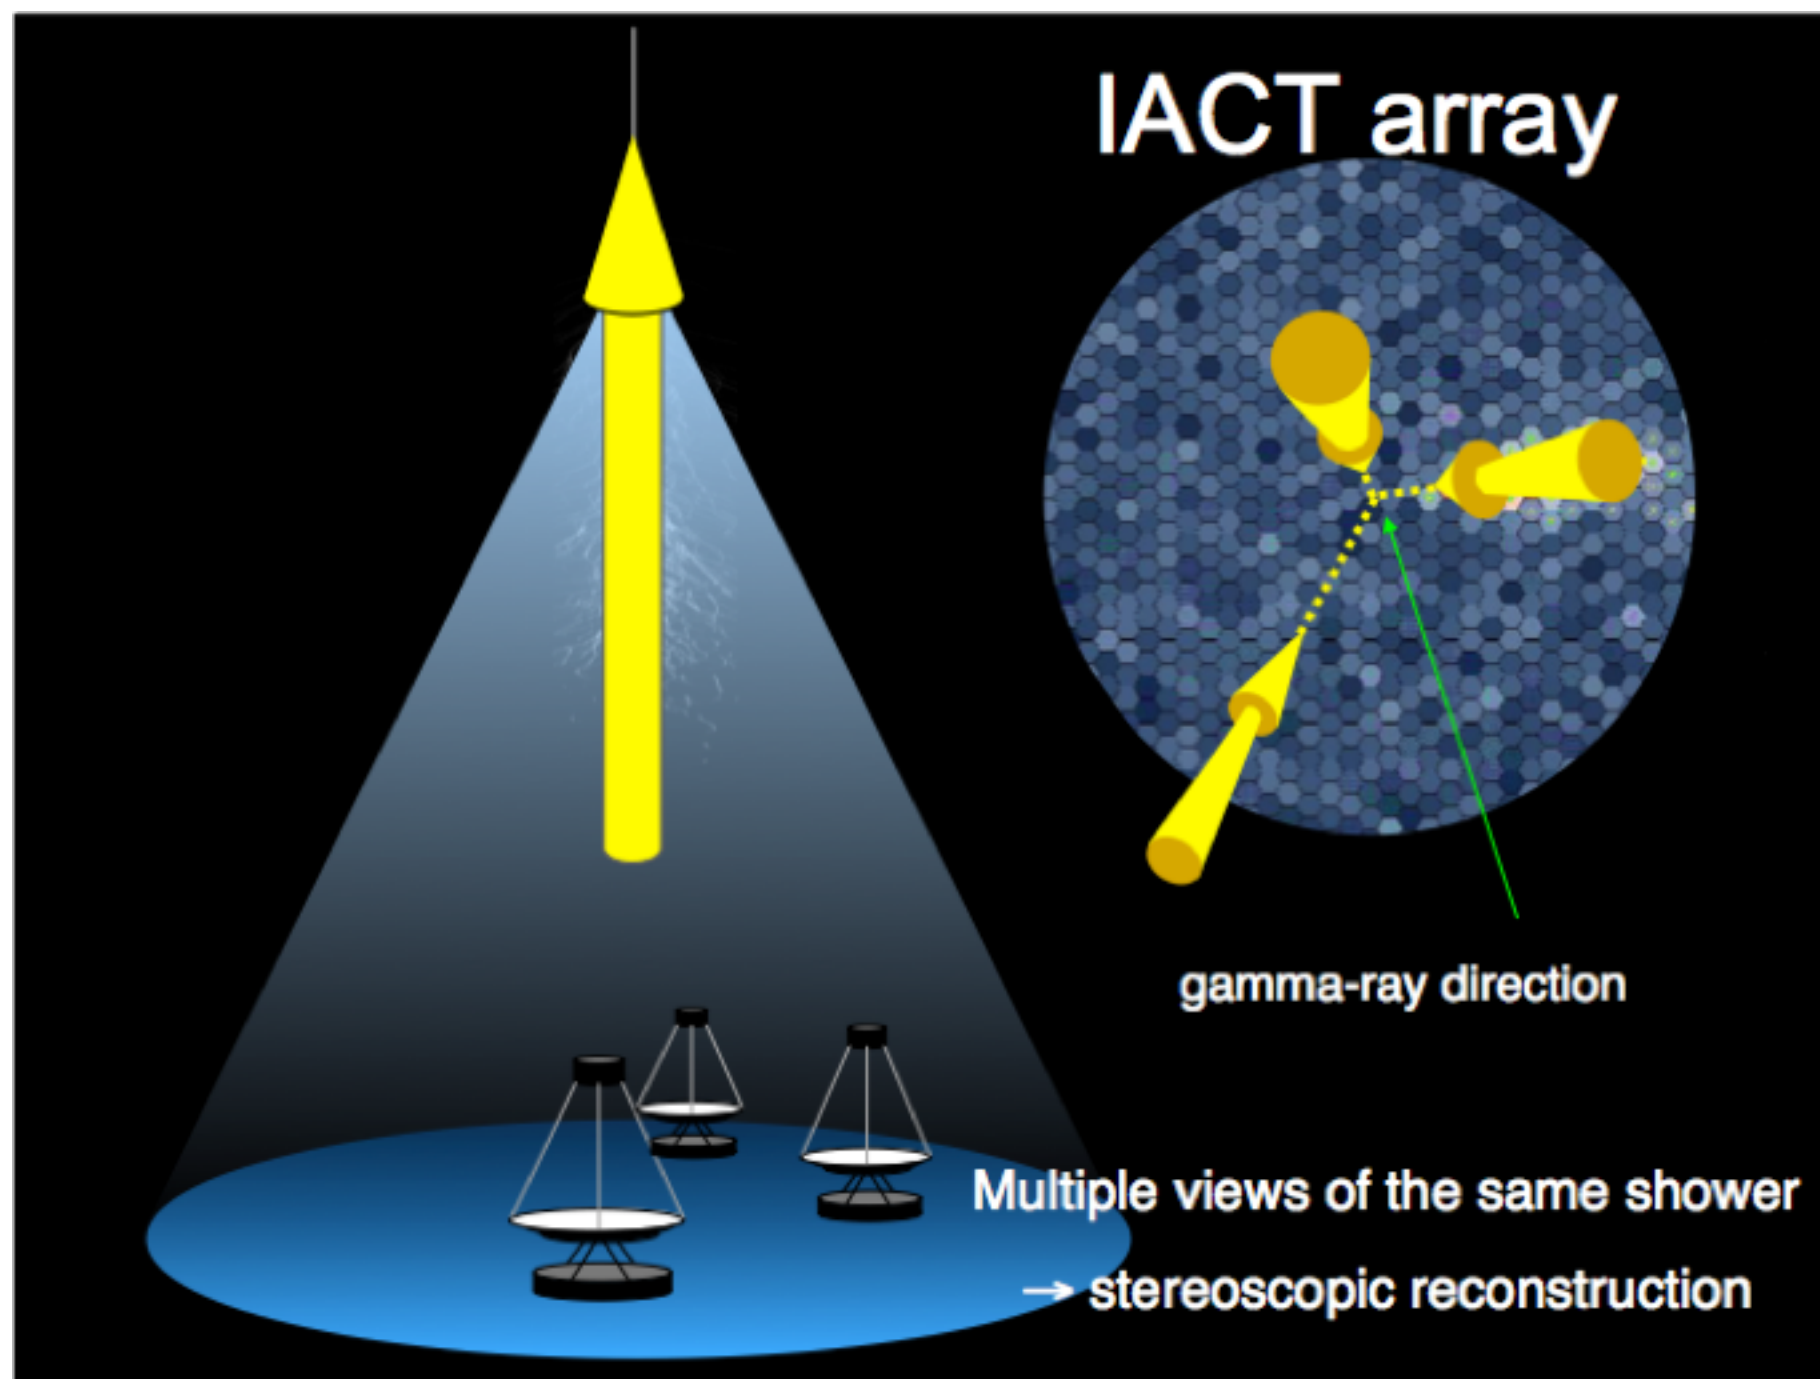 IACT array
gamma-ray direction
Multiple views of the same shower
→ stereoscopic reconstruction